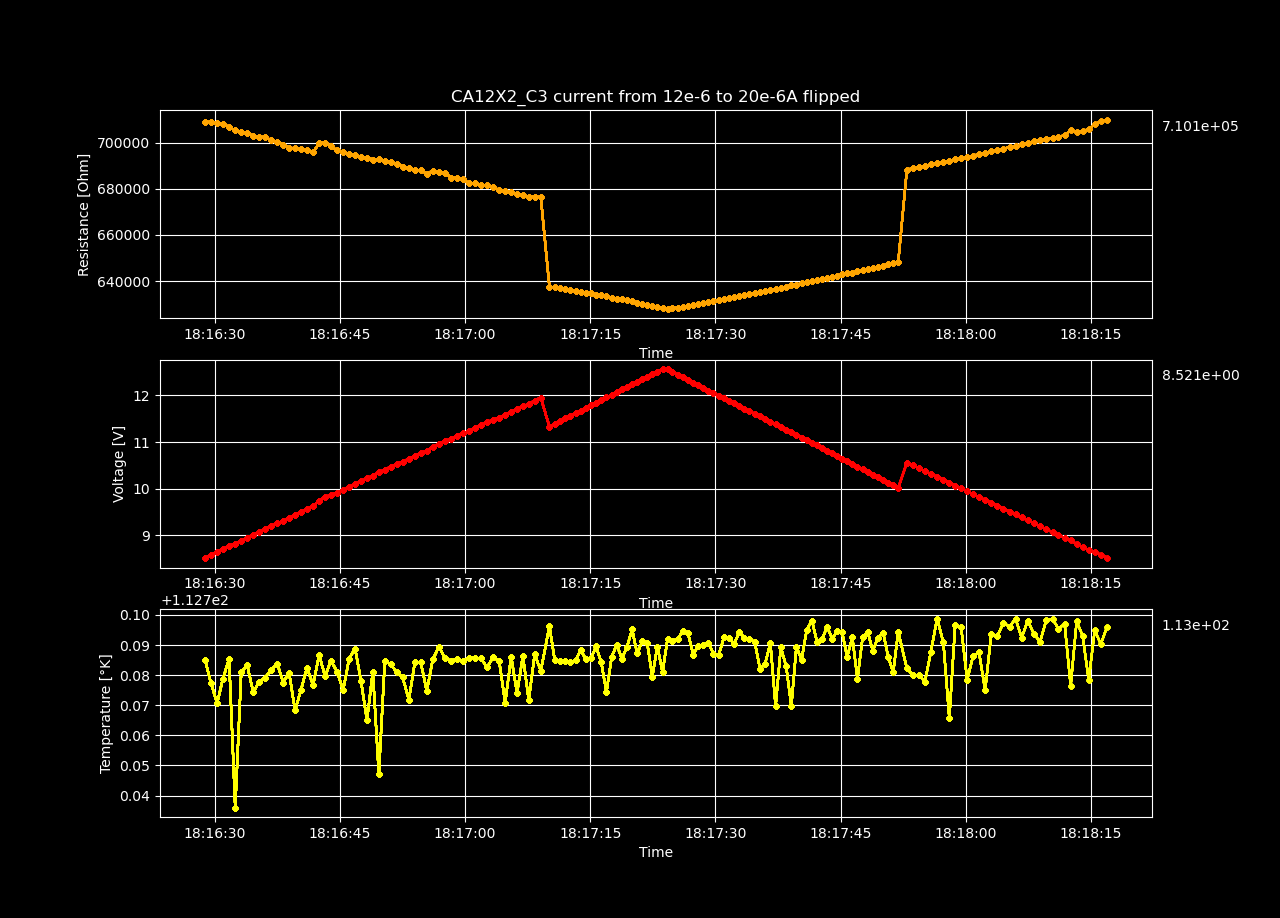 CA12X2_C3 current from 12e-6 to 20e-6A flipped
7.101e+05
Resistance [Ohm]
700000
680000
660000
640000
18:16:30 18:16:45 18:17:00 18:17:15 18:17:30 18:17:45 18:18:00 18:18:15
Time
8.521e+00
Voltage [V]
12
11
10
9
18:16:30 18:16:45 18:17:00 18:17:15 18:17:30 18:17:45 18:18:00 18:18:15
Time
+1.127e2
1.13e+02
Temperature [°K]
0.10
0.09
0.08
0.07
0.06
0.05
0.04
18:16:30 18:16:45 18:17:00 18:17:15 18:17:30 18:17:45 18:18:00 18:18:15
Time